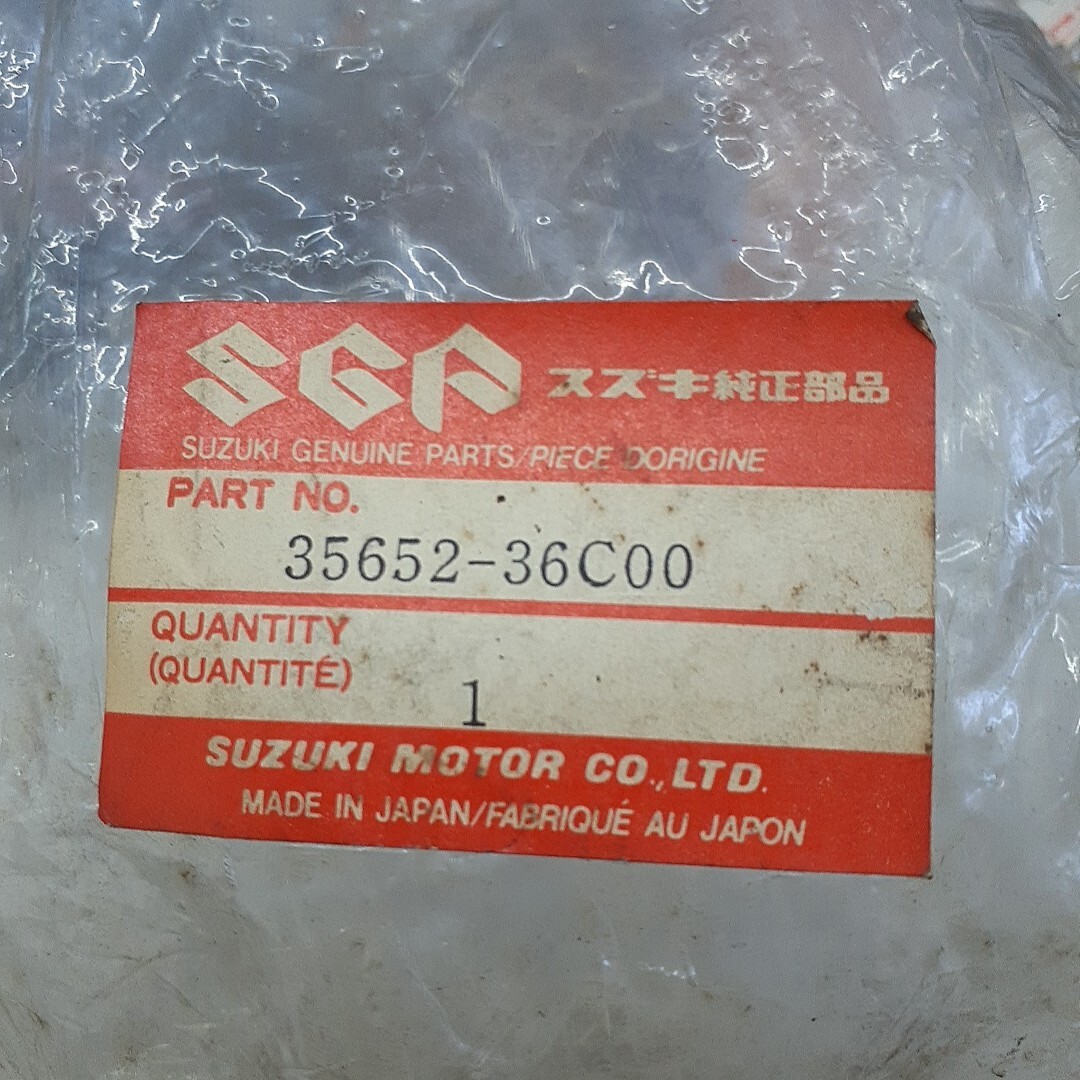 SGP スズキ純正部品
SUZUKI GENUINE PARTS/PIECE DORIGINE
PART NO.
35652-36C00
QUANTITY
(QUANTITÉ)
1
SUZUKI MOTOR CO.,LTD.
MADE IN JAPAN/FABRIQUÉ AU JAPON